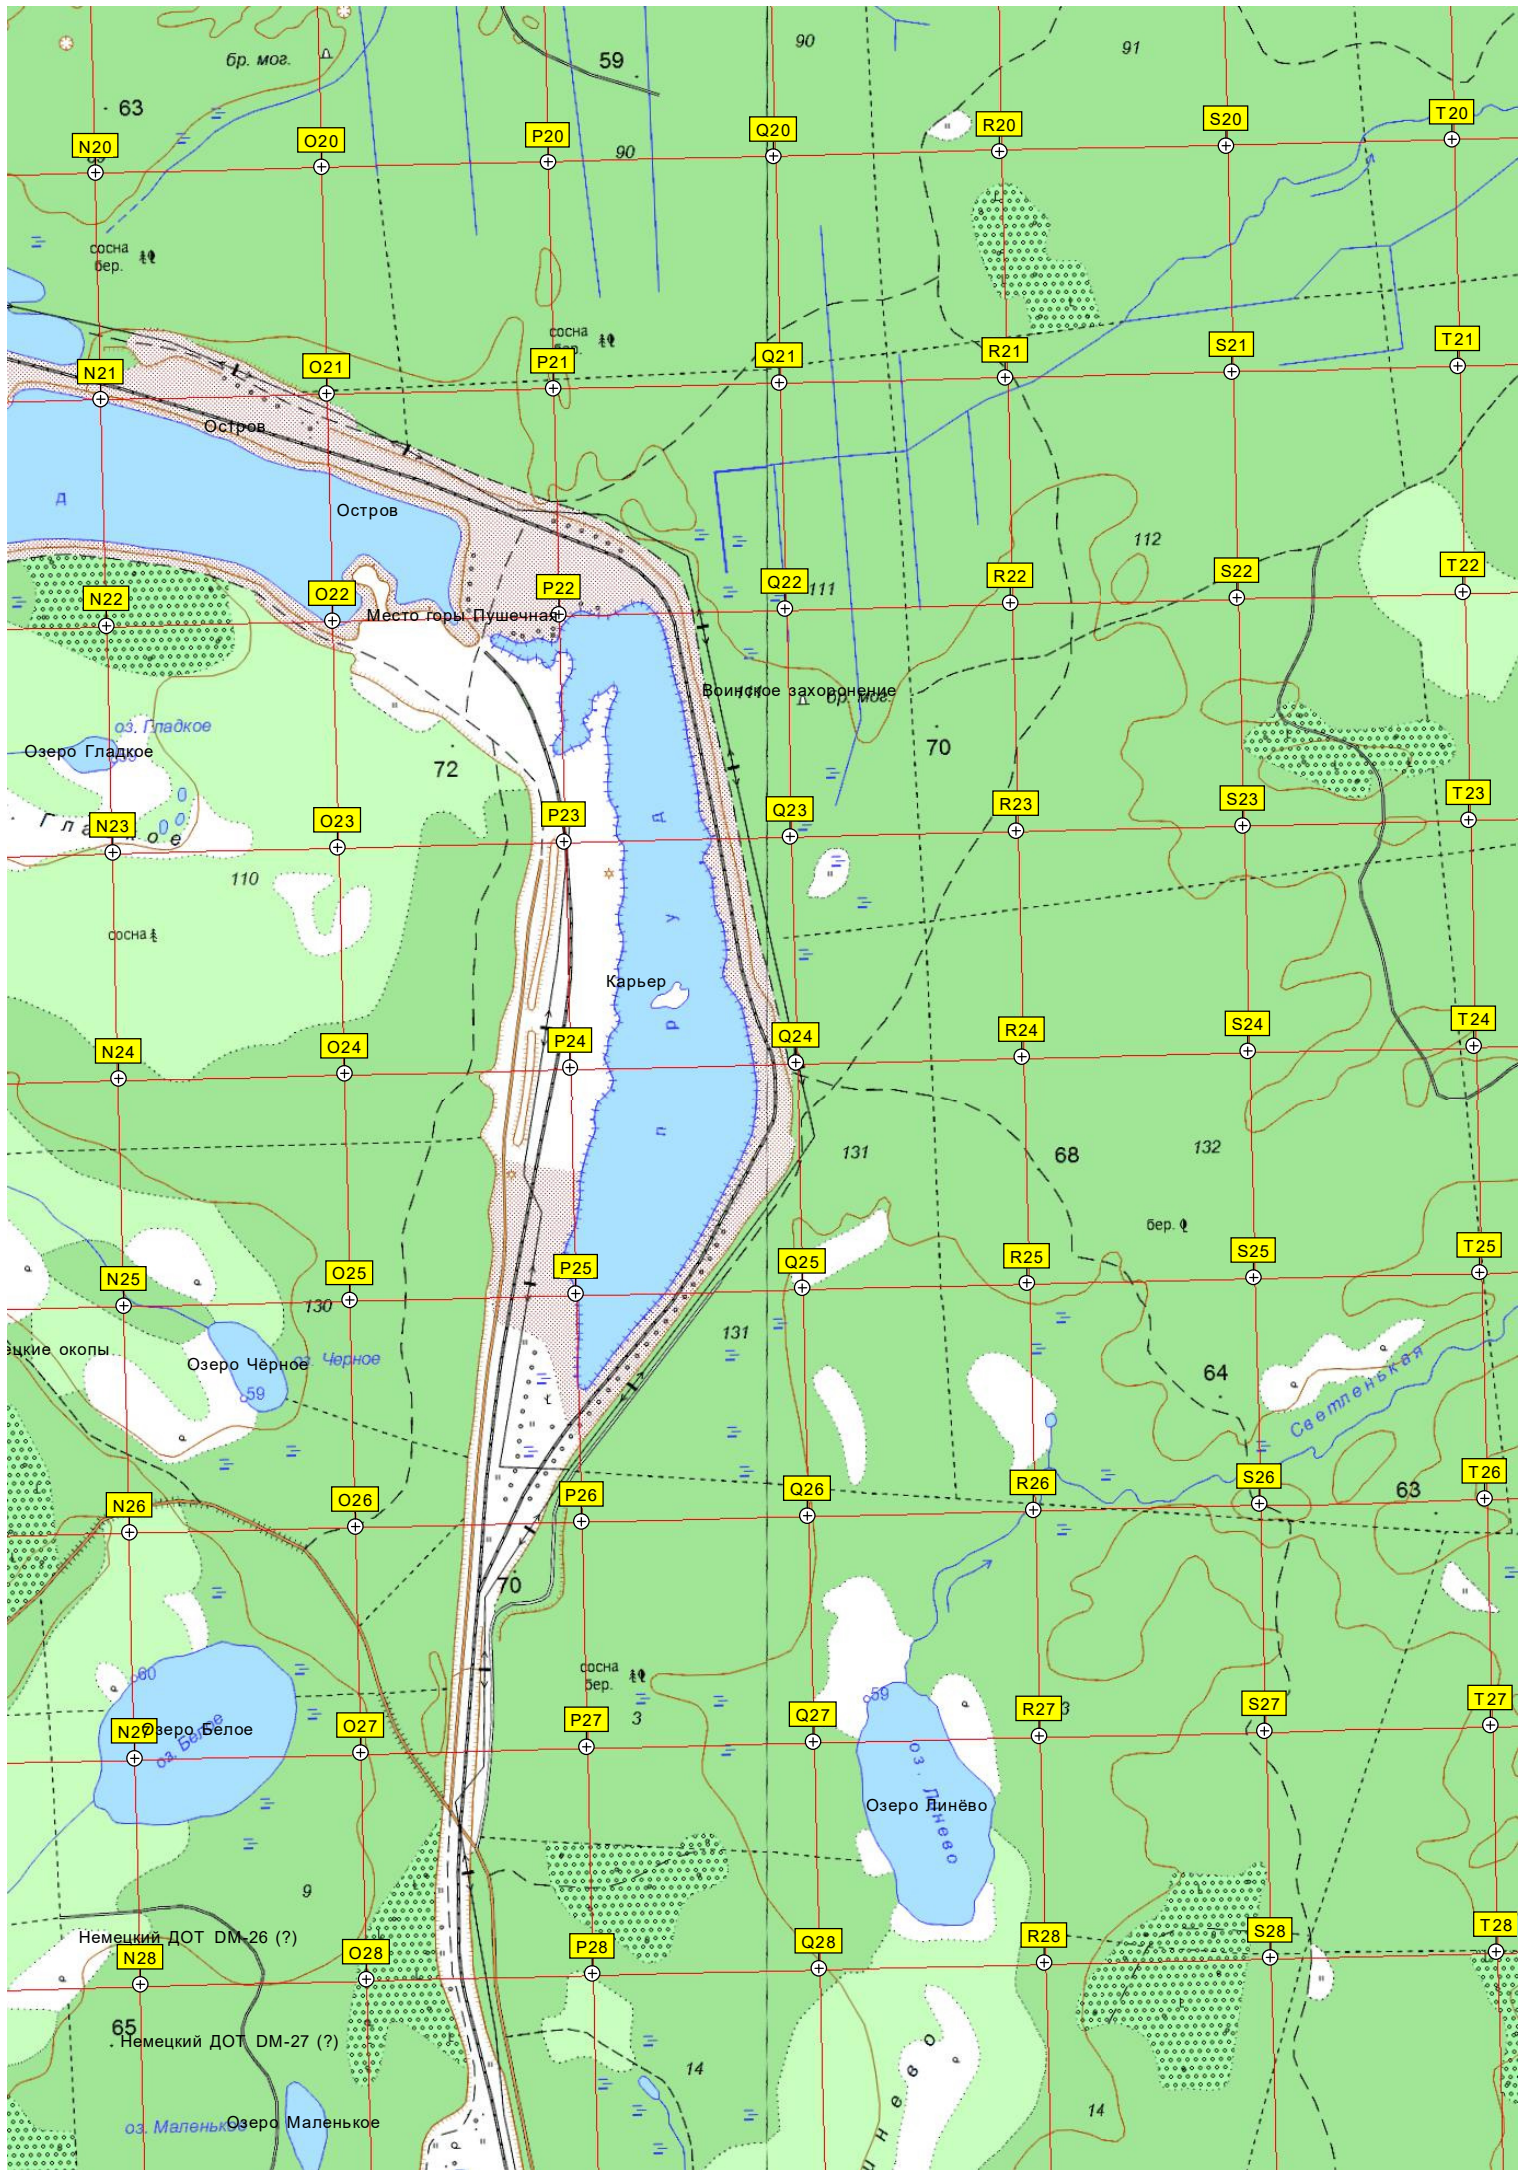 90
91
59
бр. мог.
63
N20
O20
P20
Q20
R20
S20
T20
90
сосна
бер.
сосна
N21
O21
P21
Q21
R21
S21
T21
Остров
д
Остров
112
N22
O22
P22
Q22
R22
S22
T22
111
Место горы Пушечная
Воинское захоронение
бр. мог.
оз. Гладкое
Озеро Гладкое
70
72
N23
O23
P23
Q23
R23
S23
T23
д
110
у
сосна
Карьер
р
N24
O24
P24
Q24
R24
S24
T24
п
131
68
132
бер.
N25
O25
P25
Q25
R25
S25
T25
130
131
Озеро Чёрное
Черное
59
64
Светленькая
N26
O26
P26
Q26
R26
S26
T26
63
70
сосна
бер.
60
59
N27
O27
P27
Q27
R27
S27
T27
3
3
Озеро Белое
оз. Белое
оз. Линево
Озеро Линёво
9
Немецкий ДОТ DM-26 (?)
N28
O28
P28
Q28
R28
S28
T28
65
Немецкий ДОТ DM-27 (?)
14
14
оз. Маленькое
Озеро Маленькое